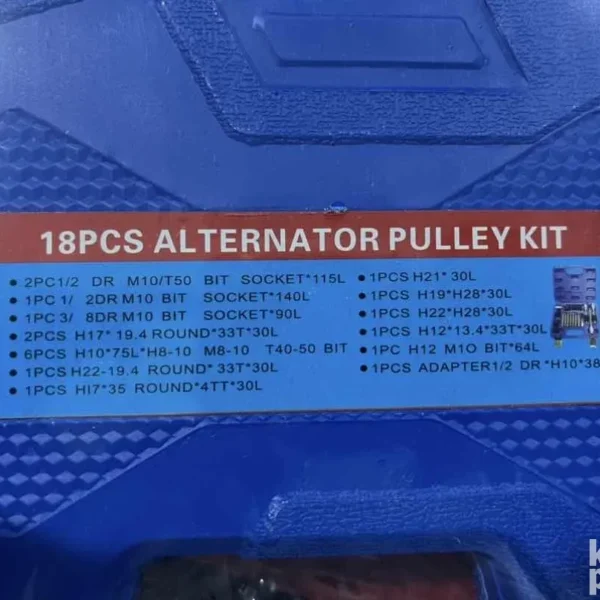 18PCS ALTERNATOR PULLEY KIT
• 2PC1/2 DR M10/T50 BIT SOCKET*115L
• 1PC 1/ 2DR M10 BIT SOCKET*140L
• 1PC 3/ 8DR M10 BIT SOCKET*90L
• 2PCS H17* 19.4 ROUND*33T*30L
• 6PCS H10*75L*H8-10 M8-10 T40-50 BIT
• 1PCS H22-19.4 ROUND* 33T*30L
• 1PCS HI7*35 ROUND*4TT*30L
• 1PCS H21* 30L
• 1PCS H19*H28*30L
• 1PCS H22*H28*30L
• 1PCS H12*13.4*33T*30L
• 1PC H12 M1O BIT*64L
• 1PCS ADAPTER1/2 DR *H10*38
k
p